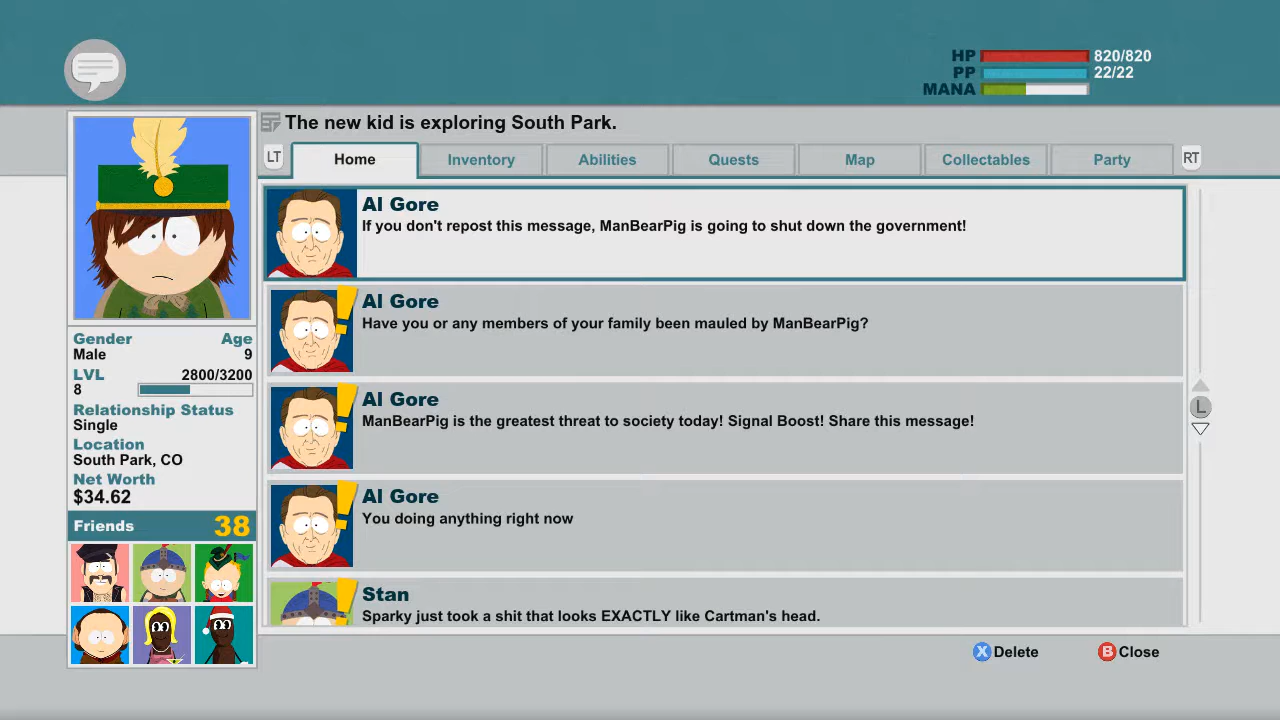 HP 820/820
PP 22/22
MANA
The new kid is exploring South Park.
LT Home Inventory Abilities Quests Map Collectables Party RT
Gender Age
Male 9
LVL 2800/3200
8
Relationship Status
Single
Location
South Park, CO
Net Worth
$34.62
Friends 38
Al Gore
If you don't repost this message, ManBearPig is going to shut down the government!
Al Gore
Have you or any members of your family been mauled by ManBearPig?
Al Gore
ManBearPig is the greatest threat to society today! Signal Boost! Share this message!
Al Gore
You doing anything right now
Stan
Sparky just took a shit that looks EXACTLY like Cartman's head.
L
X Delete B Close